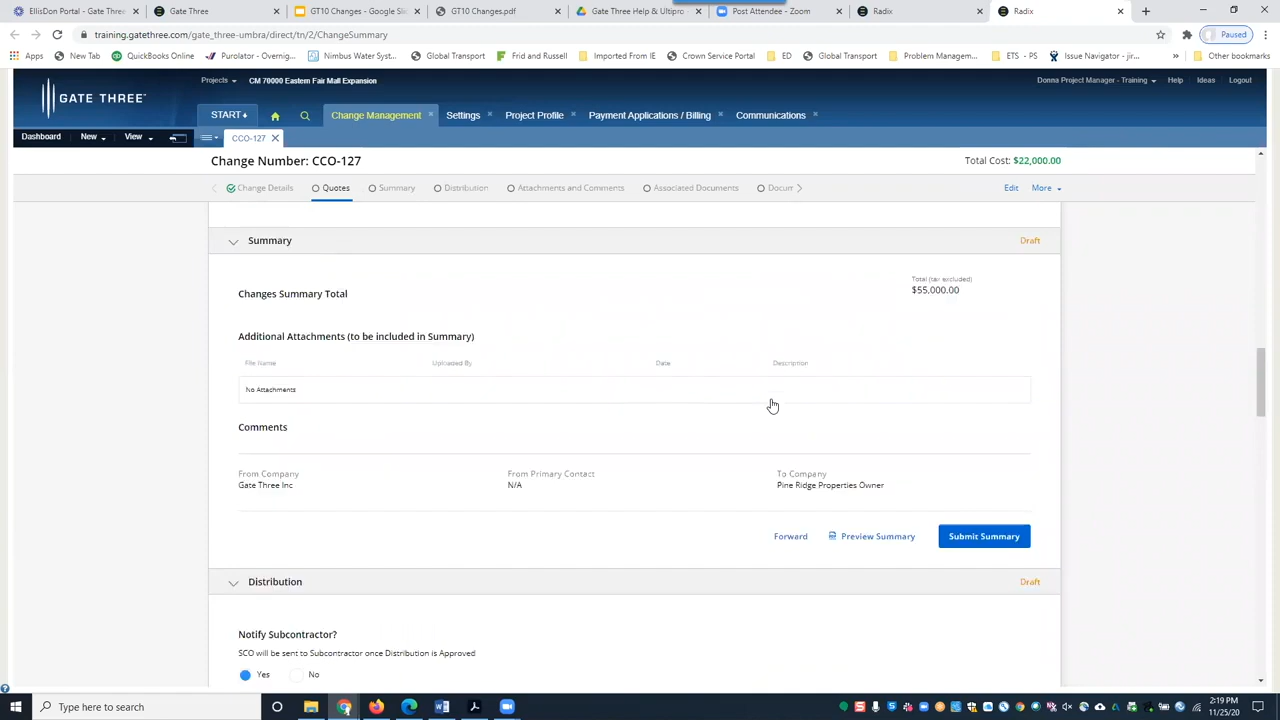 EllisDon Portal - Gate Three
Gate Three
GT10 Changes - Google Sli
GT10 Changes.pdf
Gate Three Help & Ultipro
Post Attendee - Zoom
Radix
Radix
training.gatethree.com/gate_three-umbra/direct/tn/2/ChangeSummary
Paused
Apps
New Tab
QuickBooks Online
Purolator - Overnig...
Nimbus Water Syst...
Global Transport
Frid and Russell
Imported From IE
Crown Service Portal
ED
Global Transport
Problem Managem...
ETS - PS
Issue Navigator - jir...
»
Other bookmarks
GATE THREE
Projects
CM 70000 Eastern Fair Mall Expansion
Donna Project Manager - Training
Help
Ideas
Logout
START
Change Management
Settings
Project Profile
Payment Applications / Billing
Communications
Dashboard
New
View
CCO-127
Change Number: CCO-127
Total Cost: $22,000.00
Change Details
Quotes
Summary
Distribution
Attachments and Comments
Associated Documents
Docum
Edit
More
Summary
Draft
Changes Summary Total
Total (tax excluded)
$55,000.00
Additional Attachments (to be included in Summary)
File Name
Uploaded By
Date
Description
No Attachments
Comments
From Company
From Primary Contact
To Company
Gate Three Inc
N/A
Pine Ridge Properties Owner
Forward
Preview Summary
Submit Summary
Distribution
Draft
Notify Subcontractor?
SCO will be sent to Subcontractor once Distribution is Approved
Yes
No
Type here to search
2:19 PM
11/25/20